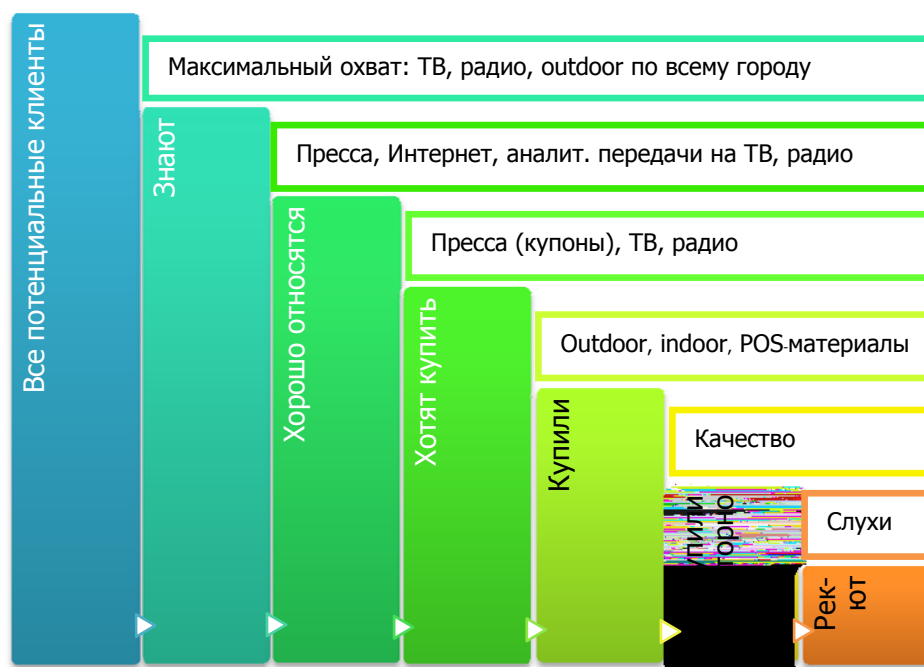 Все потенциальные клиенты
Максимальный охват: ТВ, радио, outdoor по всему городу
Знают
Пресса, Интернет, аналит. передачи на ТВ, радио
Хорошо относятся
Пресса (купоны), ТВ, радио
Хотят купить
Outdoor, indoor, POS-материалы
Купили
Качество
Слухи
Рек-
ют